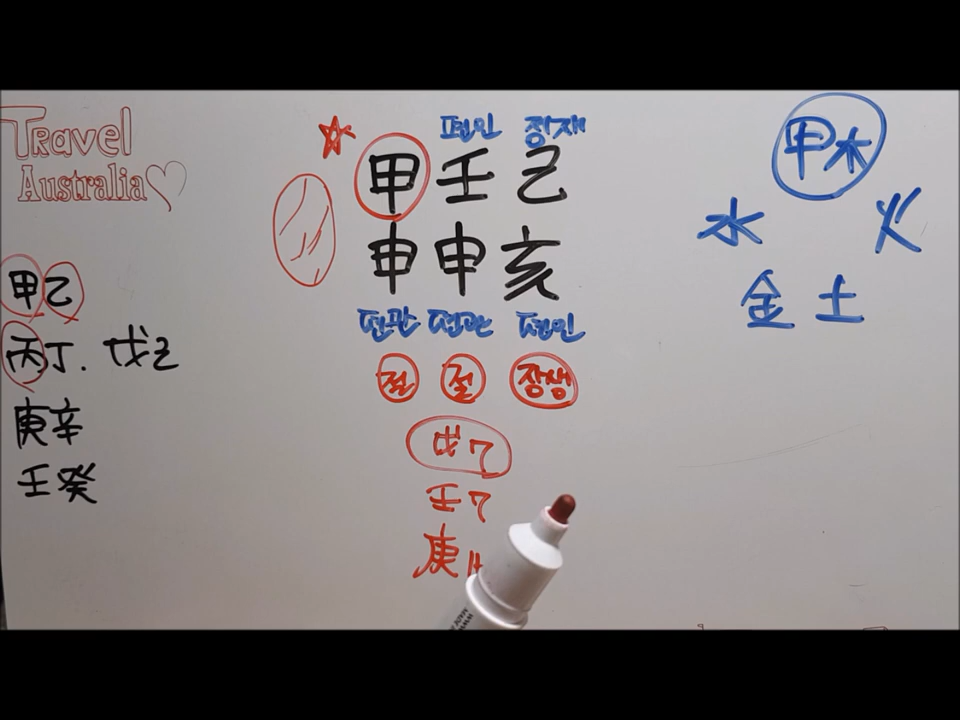 Travel
Australia
편인 정재
甲 壬 己
申 申 亥
편관 편관 편인
절 절 장생
戊 7
壬 7
庚
甲乙
丙丁. 戊己
庚辛
壬癸
甲木
水 火
金 土